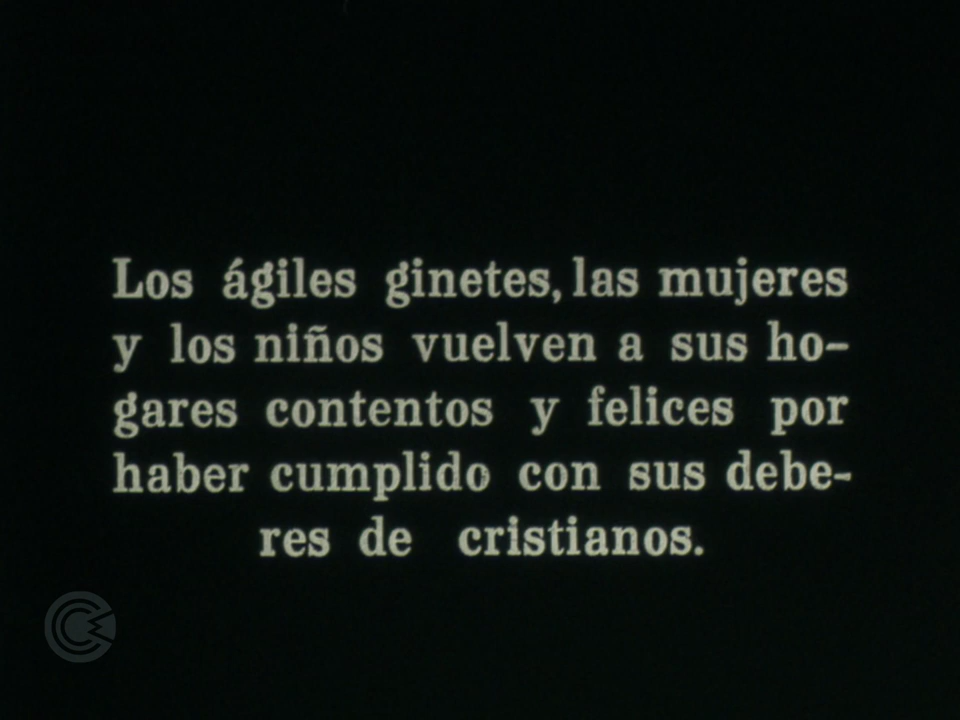 Los ágiles ginetes, las mujeres
y los niños vuelven a sus ho-
gares contentos y felices por
haber cumplido con sus debe-
res de cristianos.